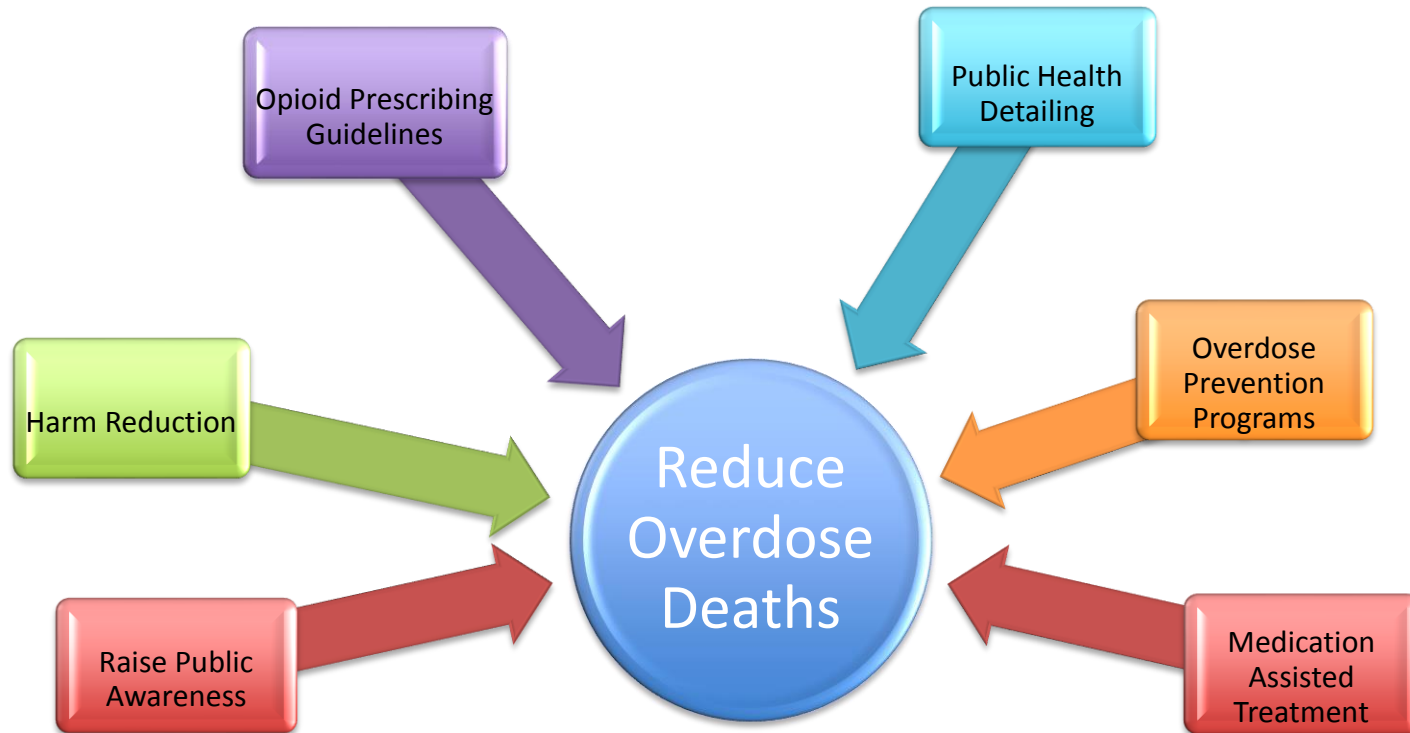 Opioid Prescribing
Guidelines
Public Health
Detailing
Harm Reduction
Overdose
Prevention
Programs
Reduce
Overdose
Deaths
Raise Public
Awareness
Medication
Assisted
Treatment